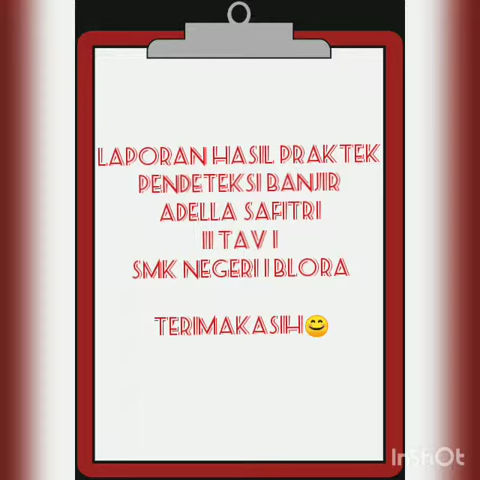 LAPORAN HASIL PRAKTEK
PENDETEKSI BANJIR
ADELLA SAFITRI
II TAV I
SMK NEGERI I BLORA
TERIMAKASIH😊
InShOt